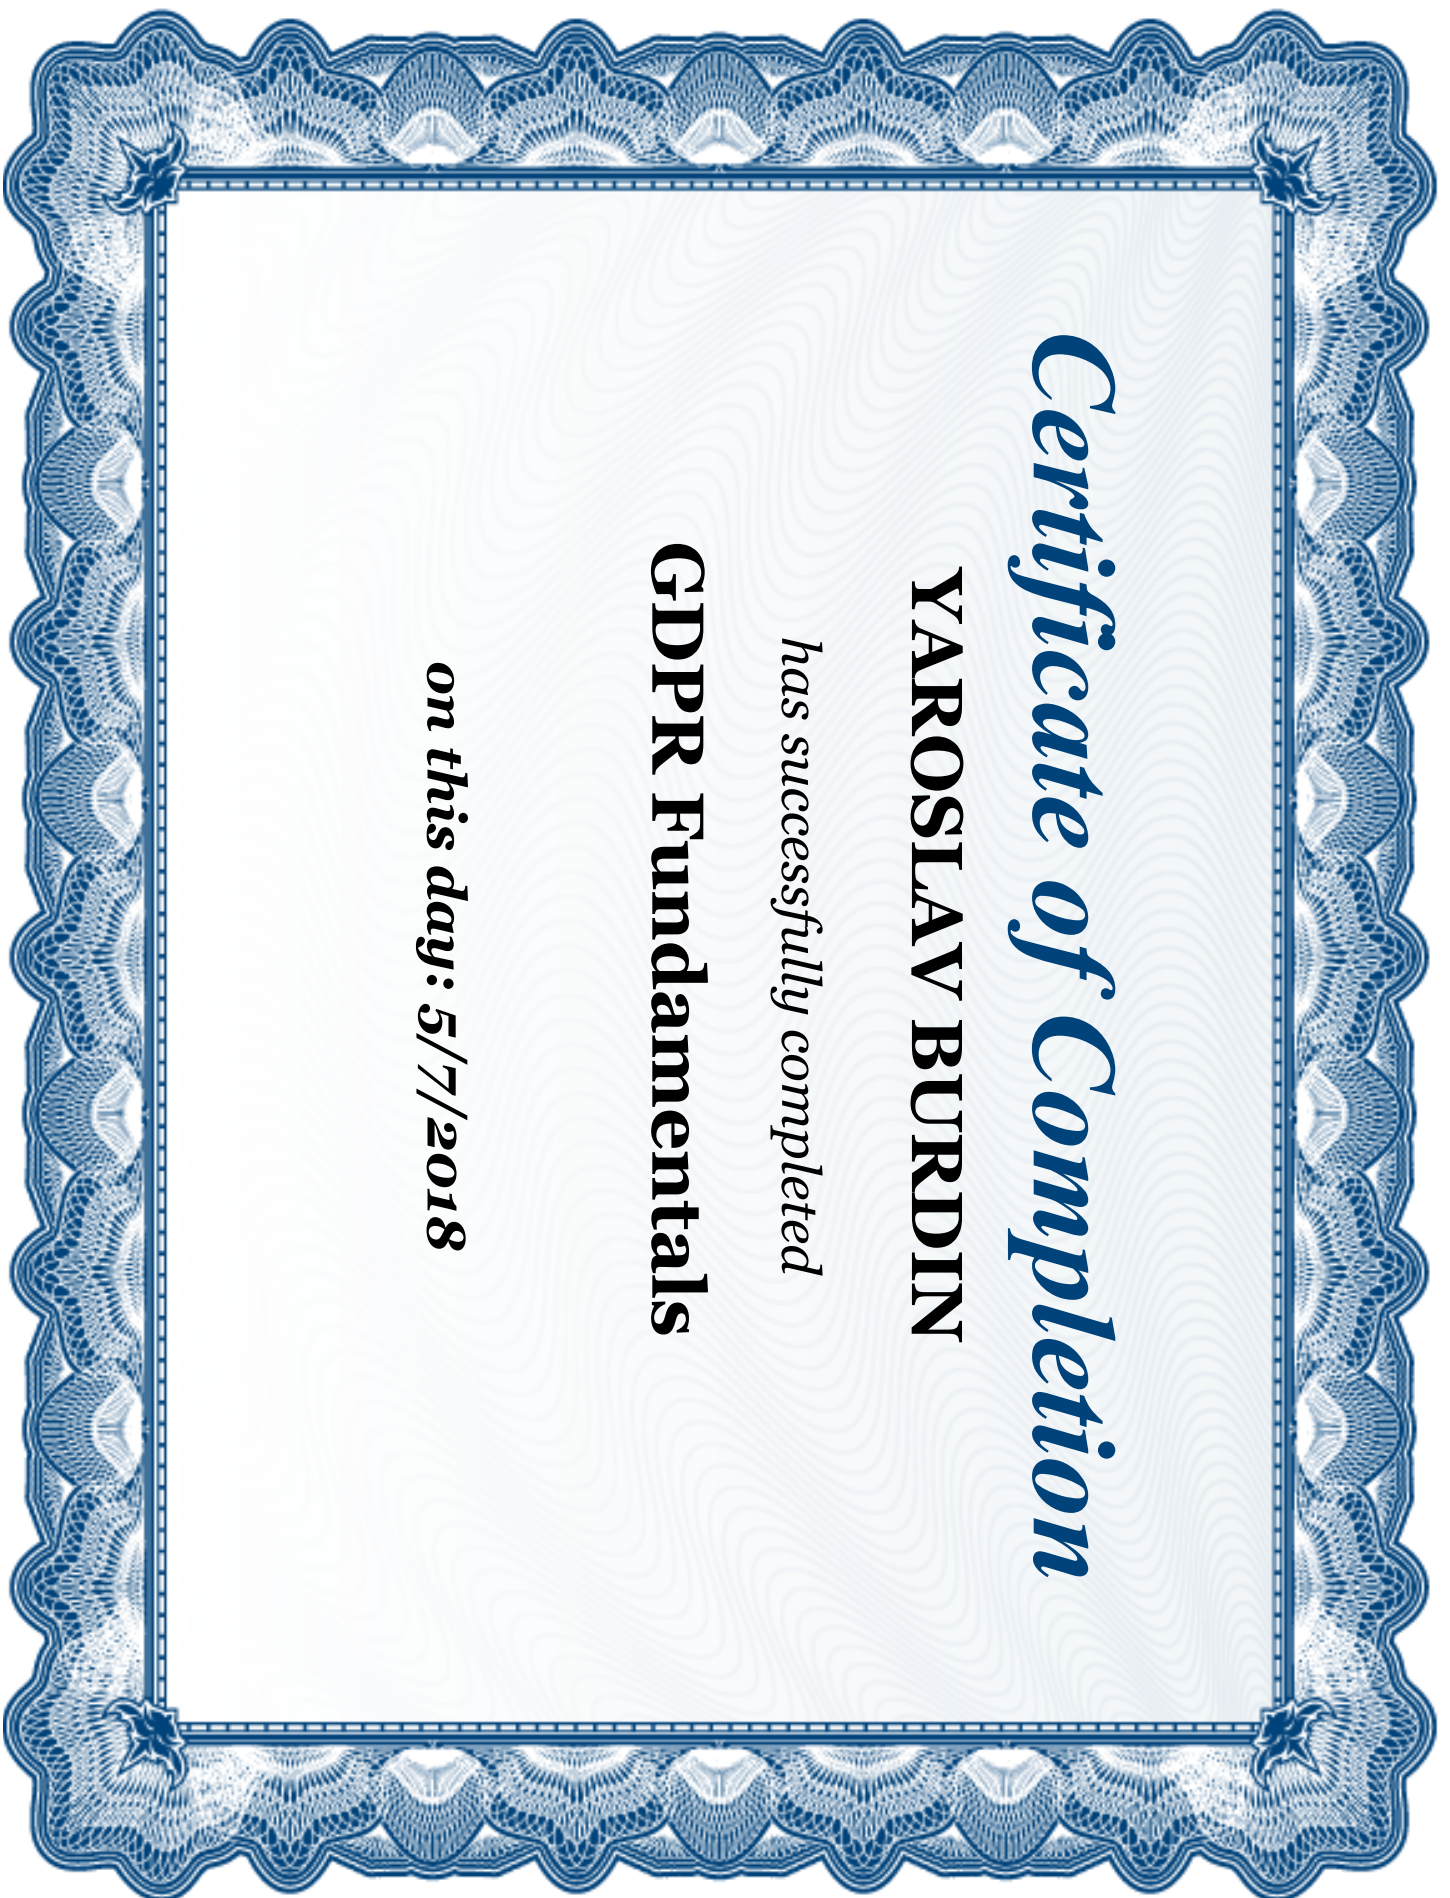 Certificate of Completion
YAROSLAV BURDIN
has successfully completed
GDPR Fundamentals
on this day: 5/7/2018